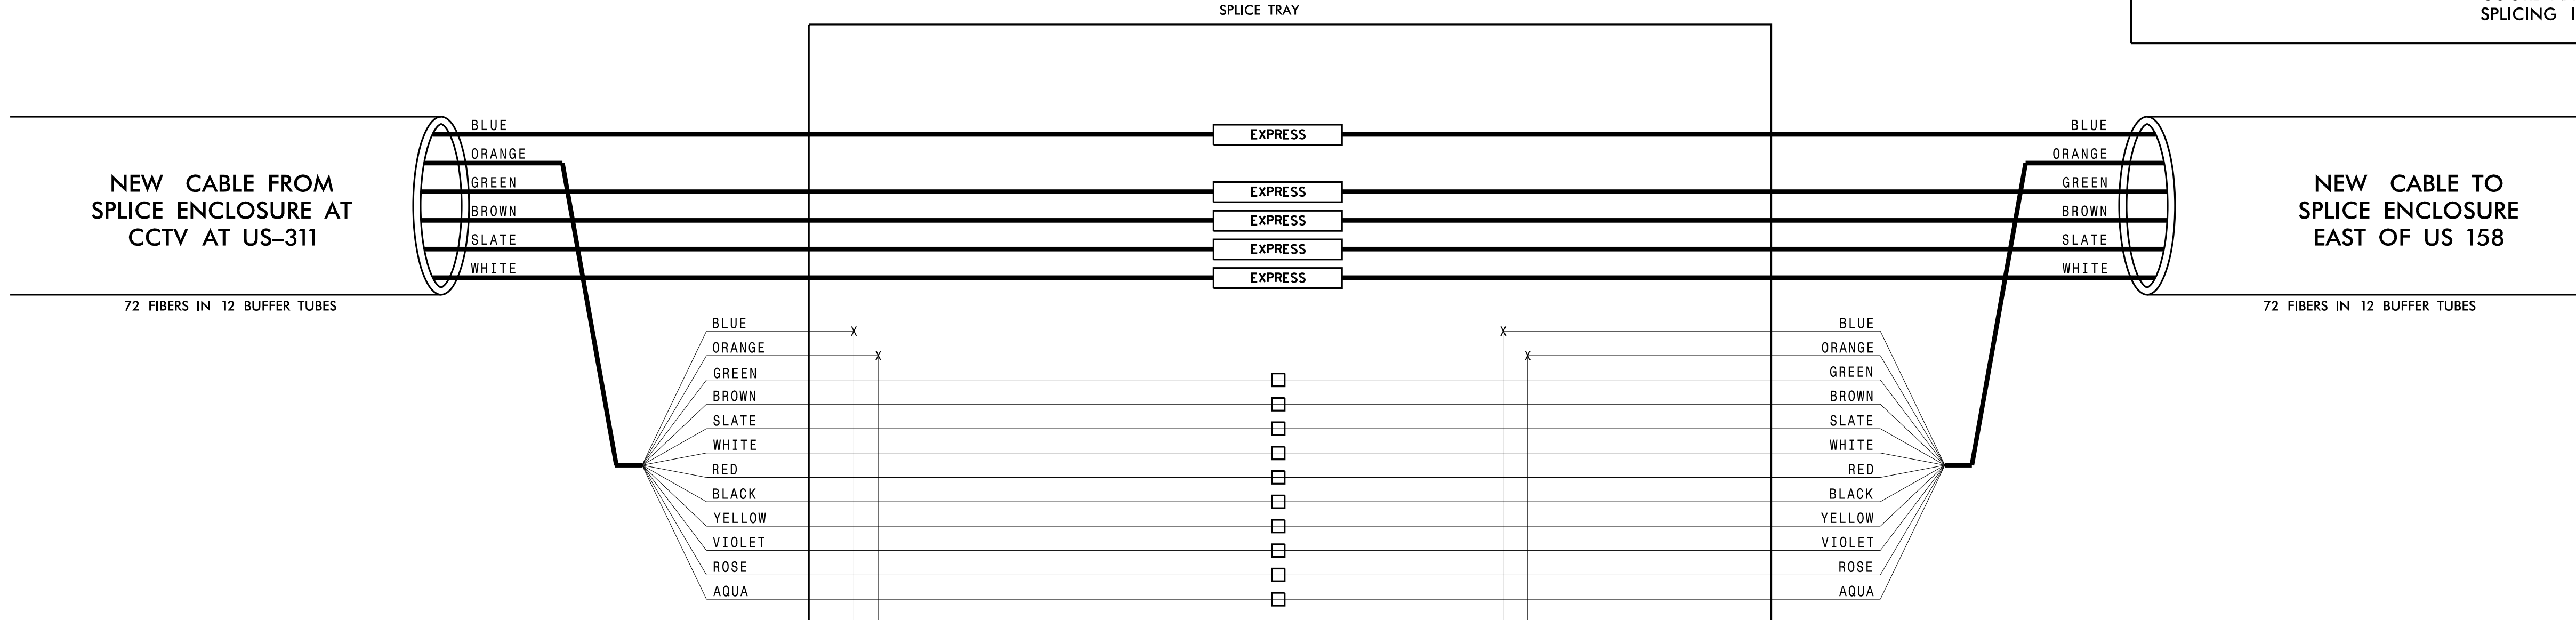 SPLICE TRAY
SPLICING
BLUE EXPRESS BLUE
ORANGE ORANGE
GREEN EXPRESS GREEN
BROWN EXPRESS BROWN
SLATE EXPRESS SLATE
WHITE EXPRESS WHITE
NEW CABLE FROM
SPLICE ENCLOSURE AT
CCTV AT US-311
72 FIBERS IN 12 BUFFER TUBES
NEW CABLE TO
SPLICE ENCLOSURE
EAST OF US 158
72 FIBERS IN 12 BUFFER TUBES
BLUE X X BLUE
ORANGE X X ORANGE
GREEN GREEN
BROWN BROWN
SLATE SLATE
WHITE WHITE
RED RED
BLACK BLACK
YELLOW YELLOW
VIOLET VIOLET
ROSE ROSE
AQUA AQUA